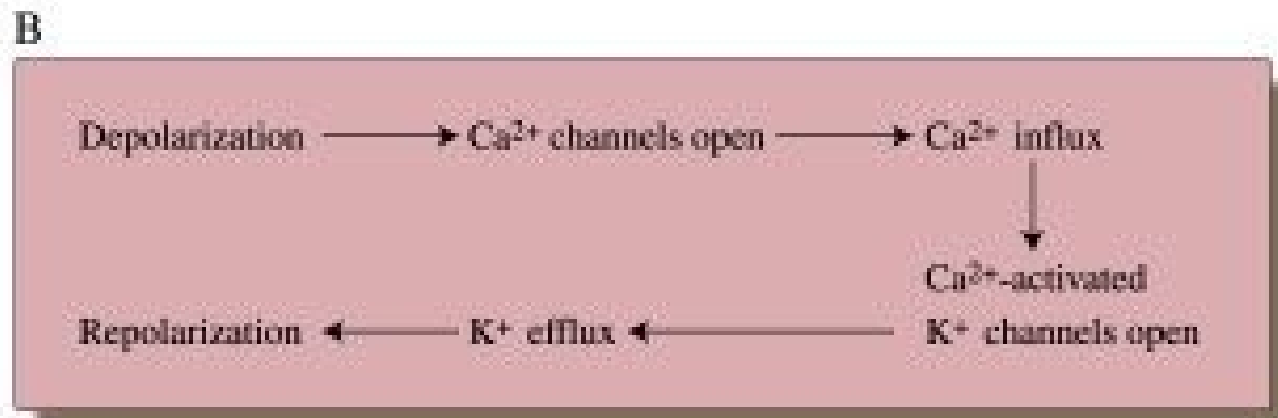 B
Depolarization Ca²⁺ channels open Ca²⁺ influx
Ca²⁺-activated
Repolarization K⁺ efflux K⁺ channels open